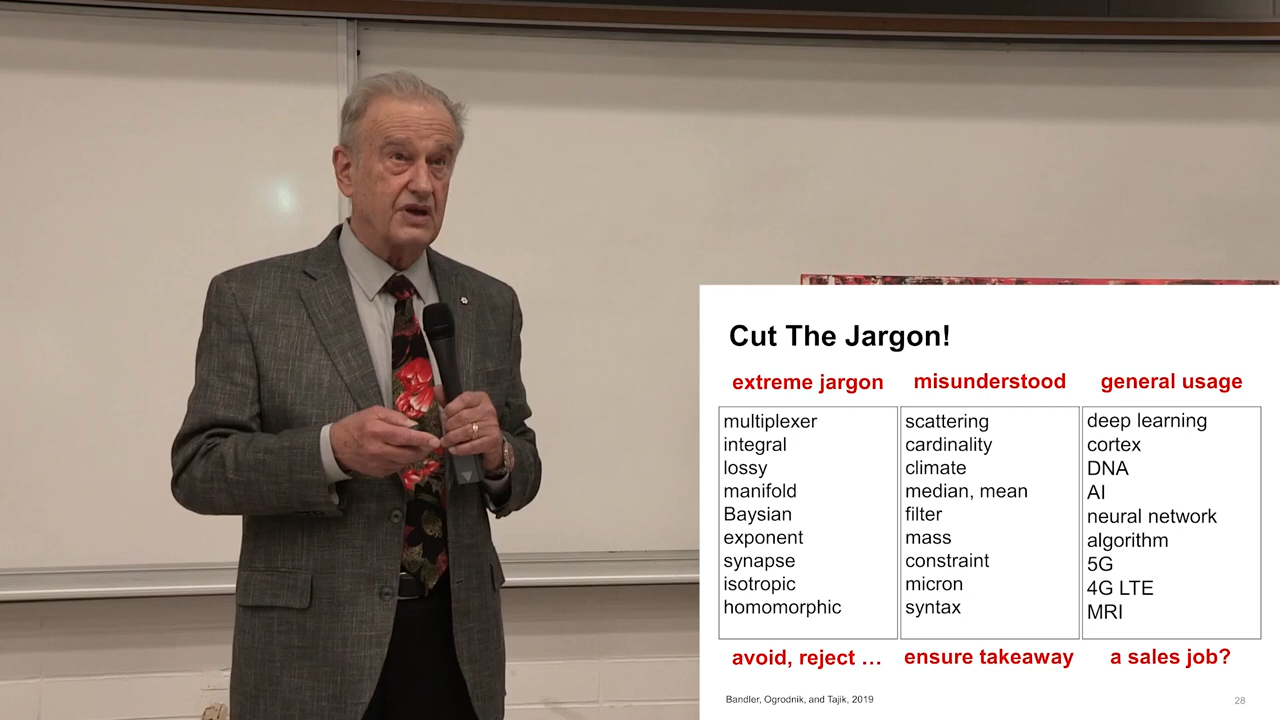 Cut The Jargon!
extreme jargon
misunderstood
general usage
multiplexer
integral
lossy
manifold
Baysian
exponent
synapse
isotropic
homomorphic
scattering
cardinality
climate
median, mean
filter
mass
constraint
micron
syntax
deep learning
cortex
DNA
AI
neural network
algorithm
5G
4G LTE
MRI
avoid, reject …
ensure takeaway
a sales job?
Bandler, Ogrodnik, and Tajik, 2019
28